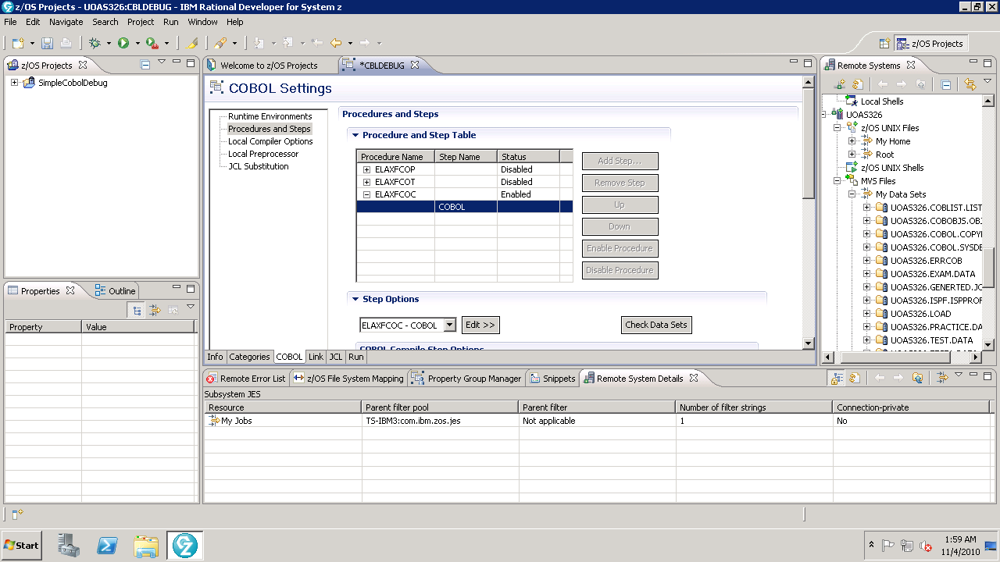 z/OS Projects - UOAS326:CBLDEBUG - IBM Rational Developer for System z
File Edit Navigate Search Project Run Window Help
z/OS Projects
z/OS Projects
SimpleCobolDebug
Welcome to z/OS Projects
*CBLDEBUG
COBOL Settings
Runtime Environments
Procedures and Steps
Local Compiler Options
Local Preprocessor
JCL Substitution
Procedures and Steps
Procedure and Step Table
Procedure Name Step Name Status
ELAXFCOP Disabled
ELAXFCOT Disabled
ELAXFCOC Enabled
COBOL
Add Step...
Remove Step
Up
Down
Enable Procedure
Disable Procedure
Step Options
ELAXFCOC - COBOL Edit >> Check Data Sets
COBOL Compile Step Options
Info Categories COBOL Link JCL Run
Remote Systems
Local Shells
UOAS326
z/OS UNIX Files
My Home
Root
z/OS UNIX Shells
MVS Files
My Data Sets
UOAS326.COBLIST.LIST
UOAS326.COBOBJS.OB.
UOAS326.COBOL.COPY
UOAS326.COBOL.SYSDE
UOAS326.ERRCOB
UOAS326.EXAM.DATA
UOAS326.GENERTED.JC
UOAS326.ISPF.ISPPROF
UOAS326.LOAD
UOAS326.PRACTICE.DA
UOAS326.TEST.DATA
Properties Outline
Property Value
Remote Error List z/OS File System Mapping Property Group Manager Snippets Remote System Details
Subsystem JES
Resource Parent filter pool Parent filter Number of filter strings Connection-private
My Jobs TS-IBM3:com.ibm.zos.jes Not applicable 1 No
Start
1:59 AM
11/4/2010